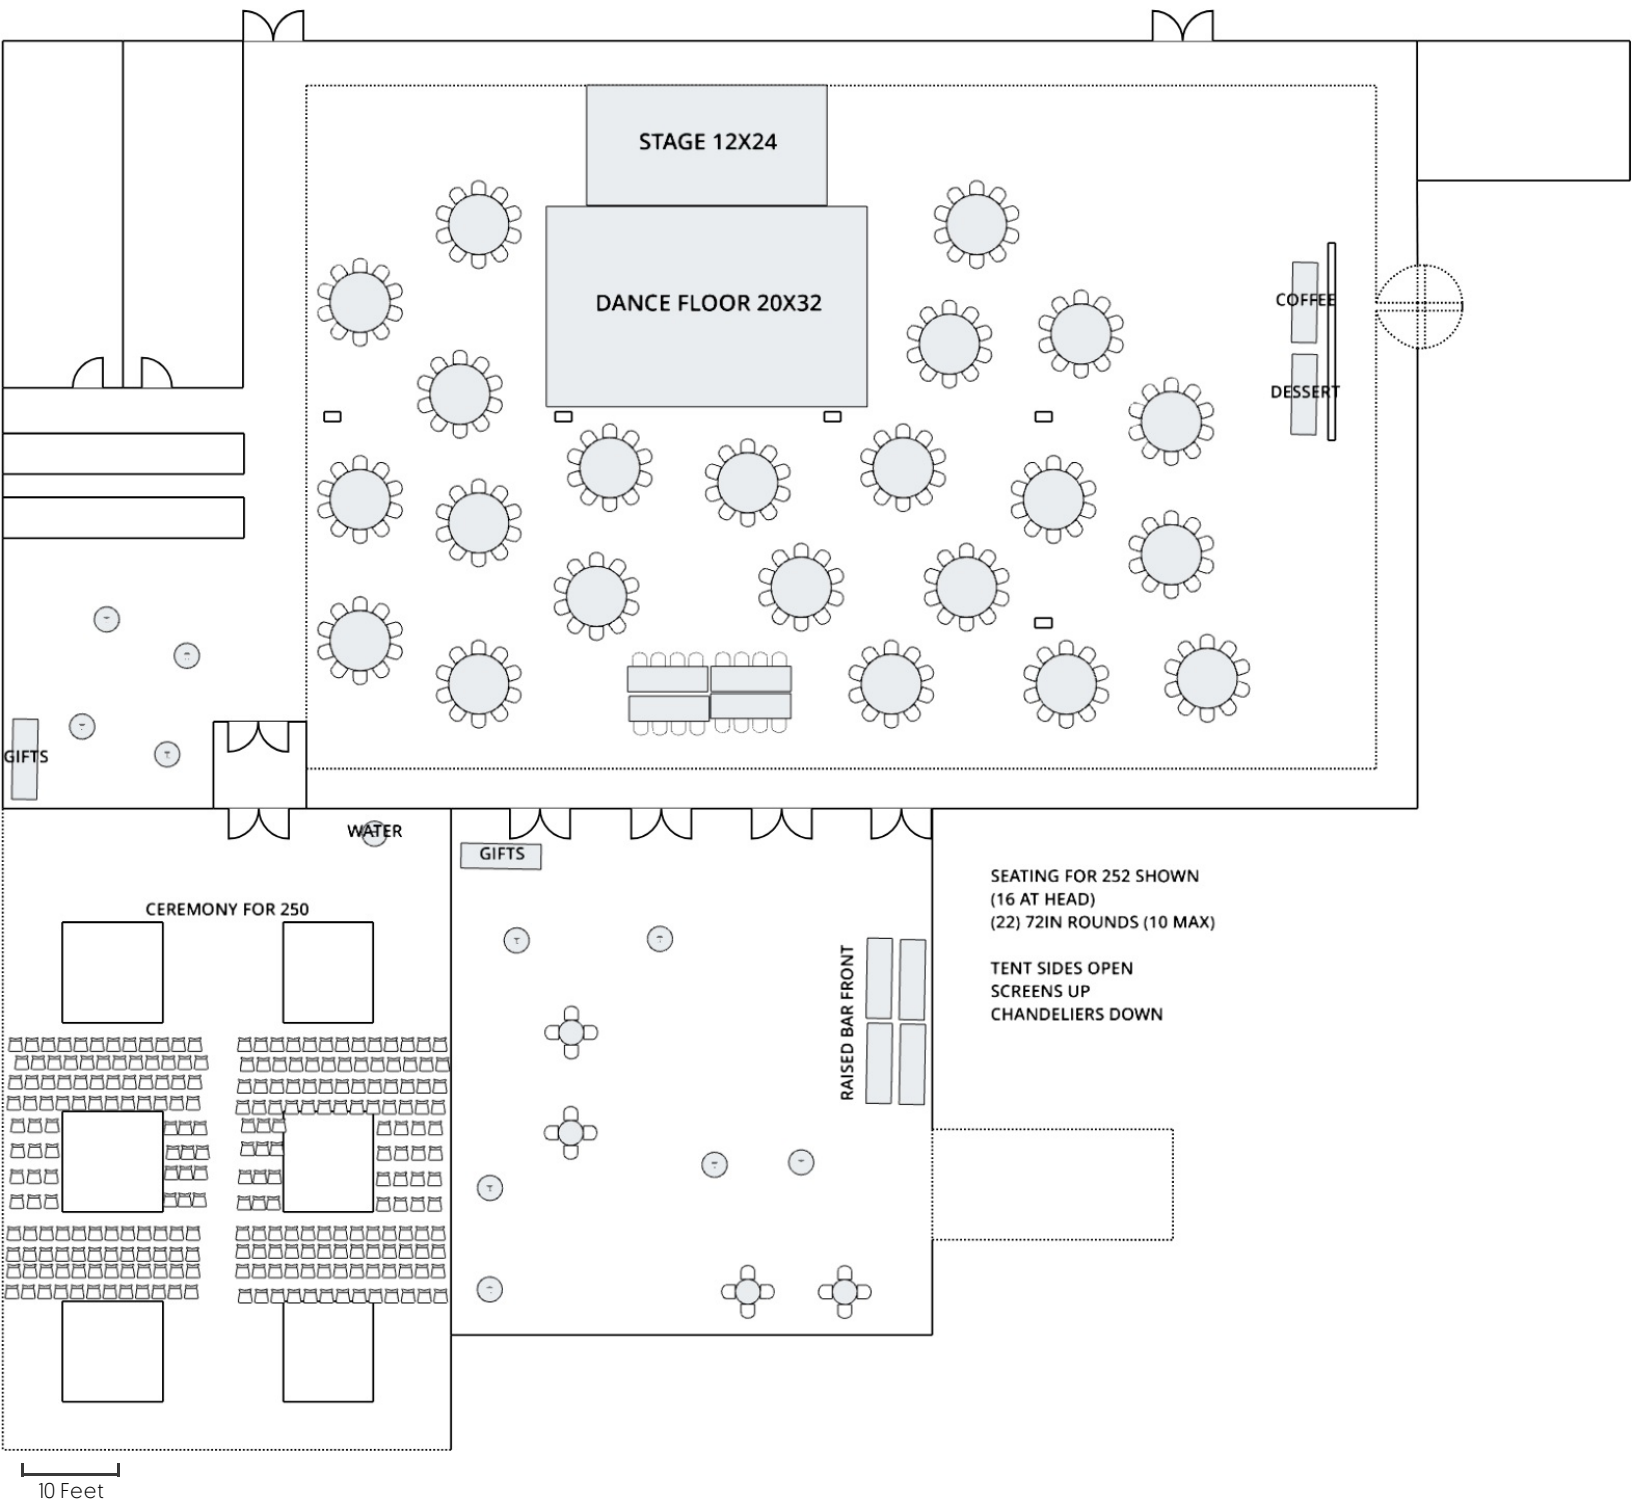 STAGE 12X24
DANCE FLOOR 20X32
COFFEE
DESSERT
GIFTS
WATER
GIFTS
CEREMONY FOR 250
RAISED BAR FRONT
SEATING FOR 252 SHOWN
(16 AT HEAD)
(22) 72IN ROUNDS (10 MAX)
TENT SIDES OPEN
SCREENS UP
CHANDELIERS DOWN
10 Feet